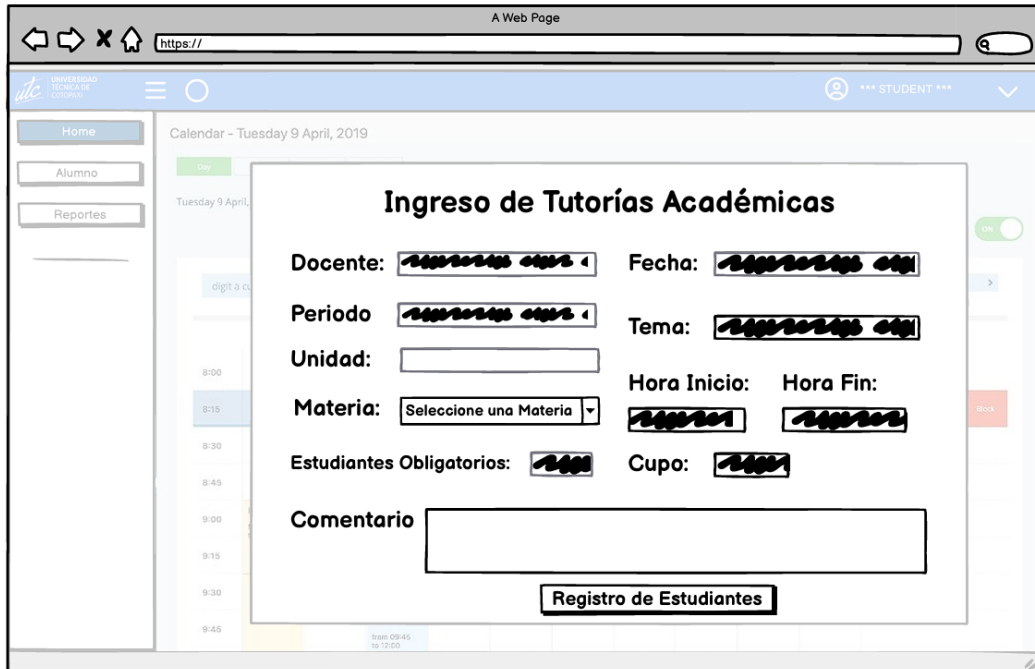 A Web Page
https://
utc UNIVERSIDAD
TÉCNICA DE
COTOPAXI
*** STUDENT ***
Home
Alumno
Reportes
Calendar - Tuesday 9 April, 2019
Day
Tuesday 9 April,
ON
digit a cu
8:00
8:15
8:30
8:45
9:00
9:15
9:30
9:45
Block
from 09:45
to 12:00
Ingreso de Tutorías Académicas
Docente:
Fecha:
Periodo
Tema:
Unidad:
Hora Inicio: Hora Fin:
Materia: Seleccione una Materia
Estudiantes Obligatorios:
Cupo:
Comentario
Registro de Estudiantes